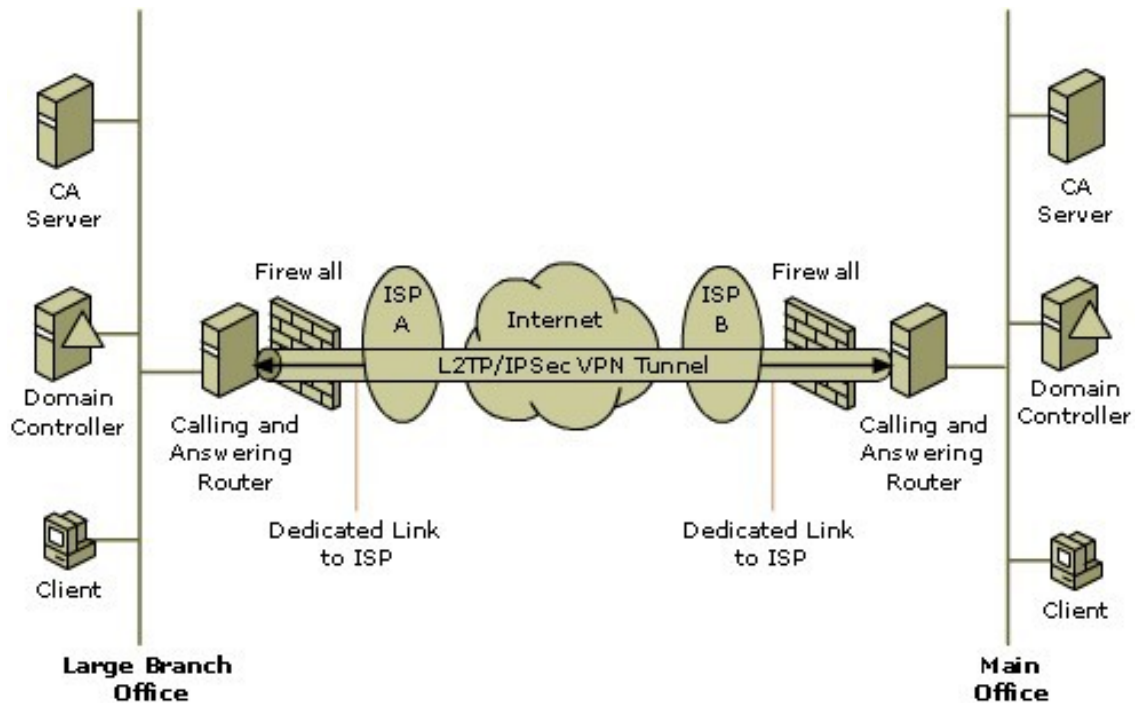 CA
Server
Domain
Controller
Client
Large Branch
Office
Calling and
Answering
Router
Firewall
ISP
A
Internet
L2TP/IPSec VPN Tunnel
ISP
B
Firewall
Dedicated Link
to ISP
Dedicated Link
to ISP
Calling and
Answering
Router
CA
Server
Domain
Controller
Client
Main
Office